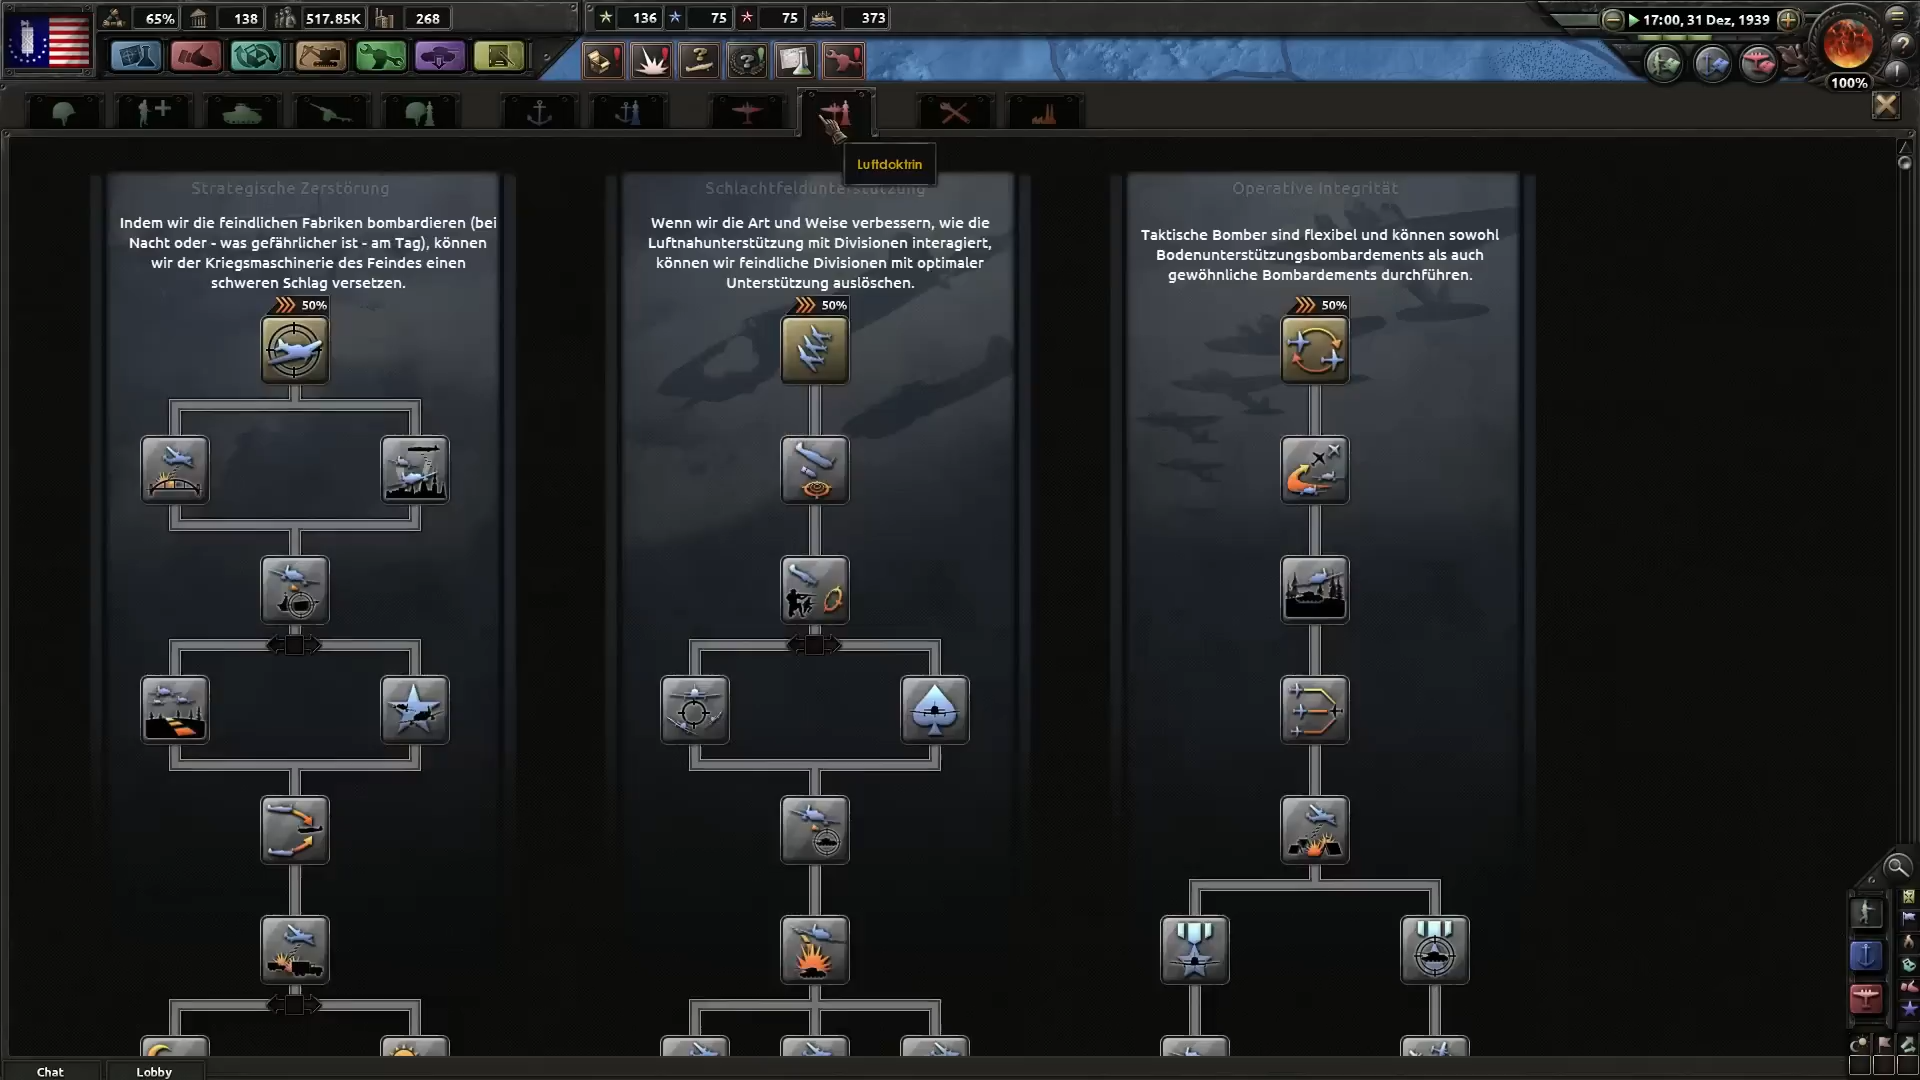 65%
138
517.85K
268
136
75
75
373
17:00, 31 Dez, 1939
100%
Luftdoktrin
Strategische Zerstörung
Indem wir die feindlichen Fabriken bombardieren (bei
Nacht oder - was gefährlicher ist - am Tag), können
wir der Kriegsmaschinerie des Feindes einen
schweren Schlag versetzen.
50%
Schlachtfeldunterstützung
Wenn wir die Art und Weise verbessern, wie die
Luftnahunterstützung mit Divisionen interagiert,
können wir feindliche Divisionen mit optimaler
Unterstützung auslöschen.
50%
Operative Integrität
Taktische Bomber sind flexibel und können sowohl
Bodenunterstützungsbombardements als auch
gewöhnliche Bombardements durchführen.
50%
Chat
Lobby